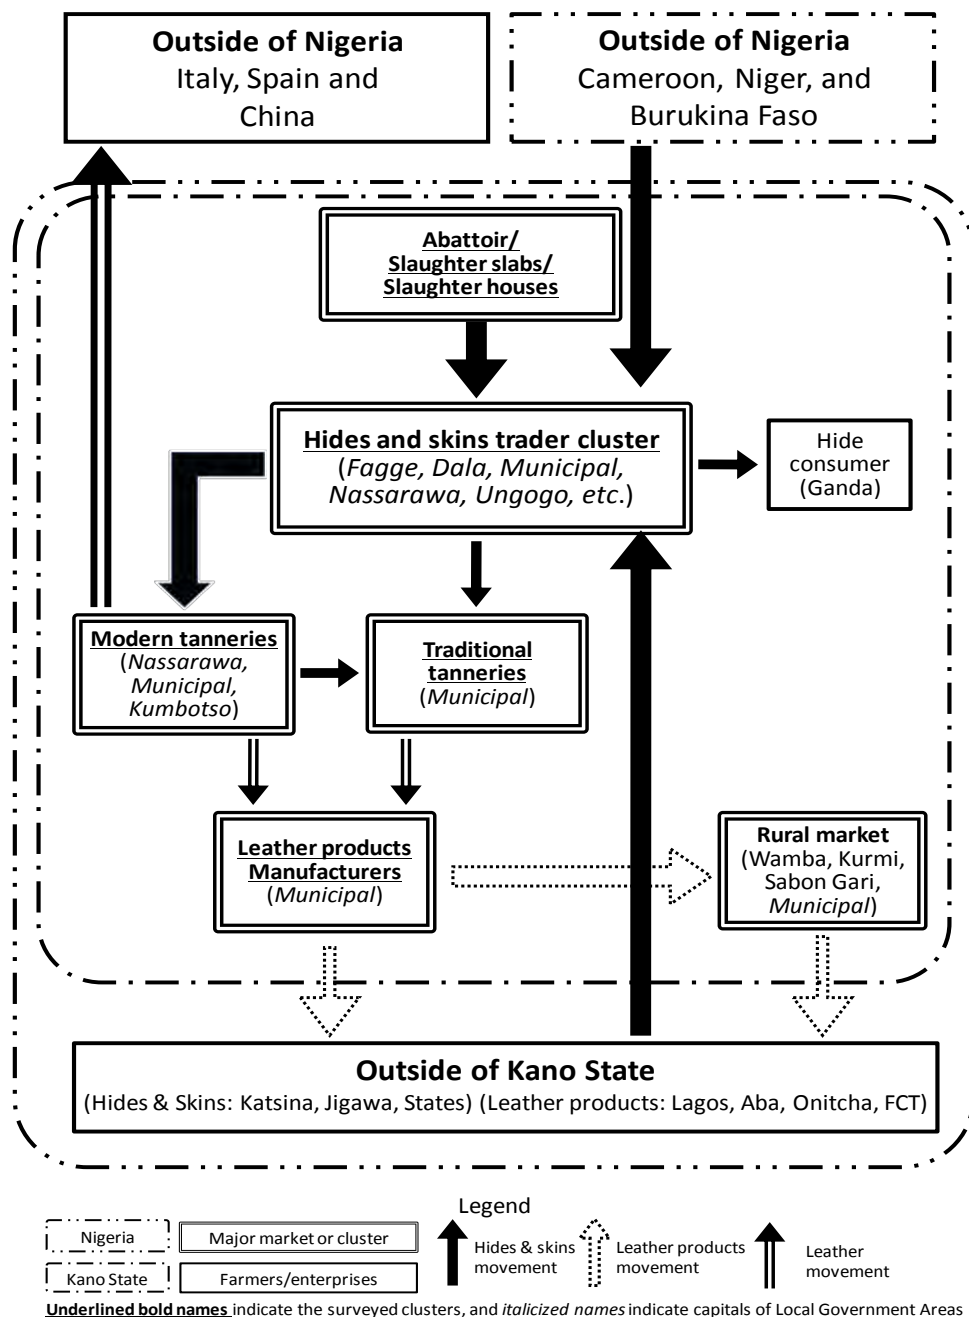 Outside of Nigeria
Italy, Spain and
China
Outside of Nigeria
Cameroon, Niger, and
Burukina Faso
Abattoir/
Slaughter slabs/
Slaughter houses
Hides and skins trader cluster
(Fagge, Dala, Municipal,
Nassarawa, Ungogo, etc.)
Hide
consumer
(Ganda)
Modern tanneries
(Nassarawa,
Municipal,
Kumbotso)
Traditional
tanneries
(Municipal)
Leather products
Manufacturers
(Municipal)
Rural market
(Wamba, Kurmi,
Sabon Gari,
Municipal)
Outside of Kano State
(Hides & Skins: Katsina, Jigawa, States) (Leather products: Lagos, Aba, Onitcha, FCT)
Legend
Nigeria
Major market or cluster
Kano State
Farmers/enterprises
Hides & skins
movement
Leather products
movement
Leather
movement
Underlined bold names indicate the surveyed clusters, and italicized names indicate capitals of Local Government Areas